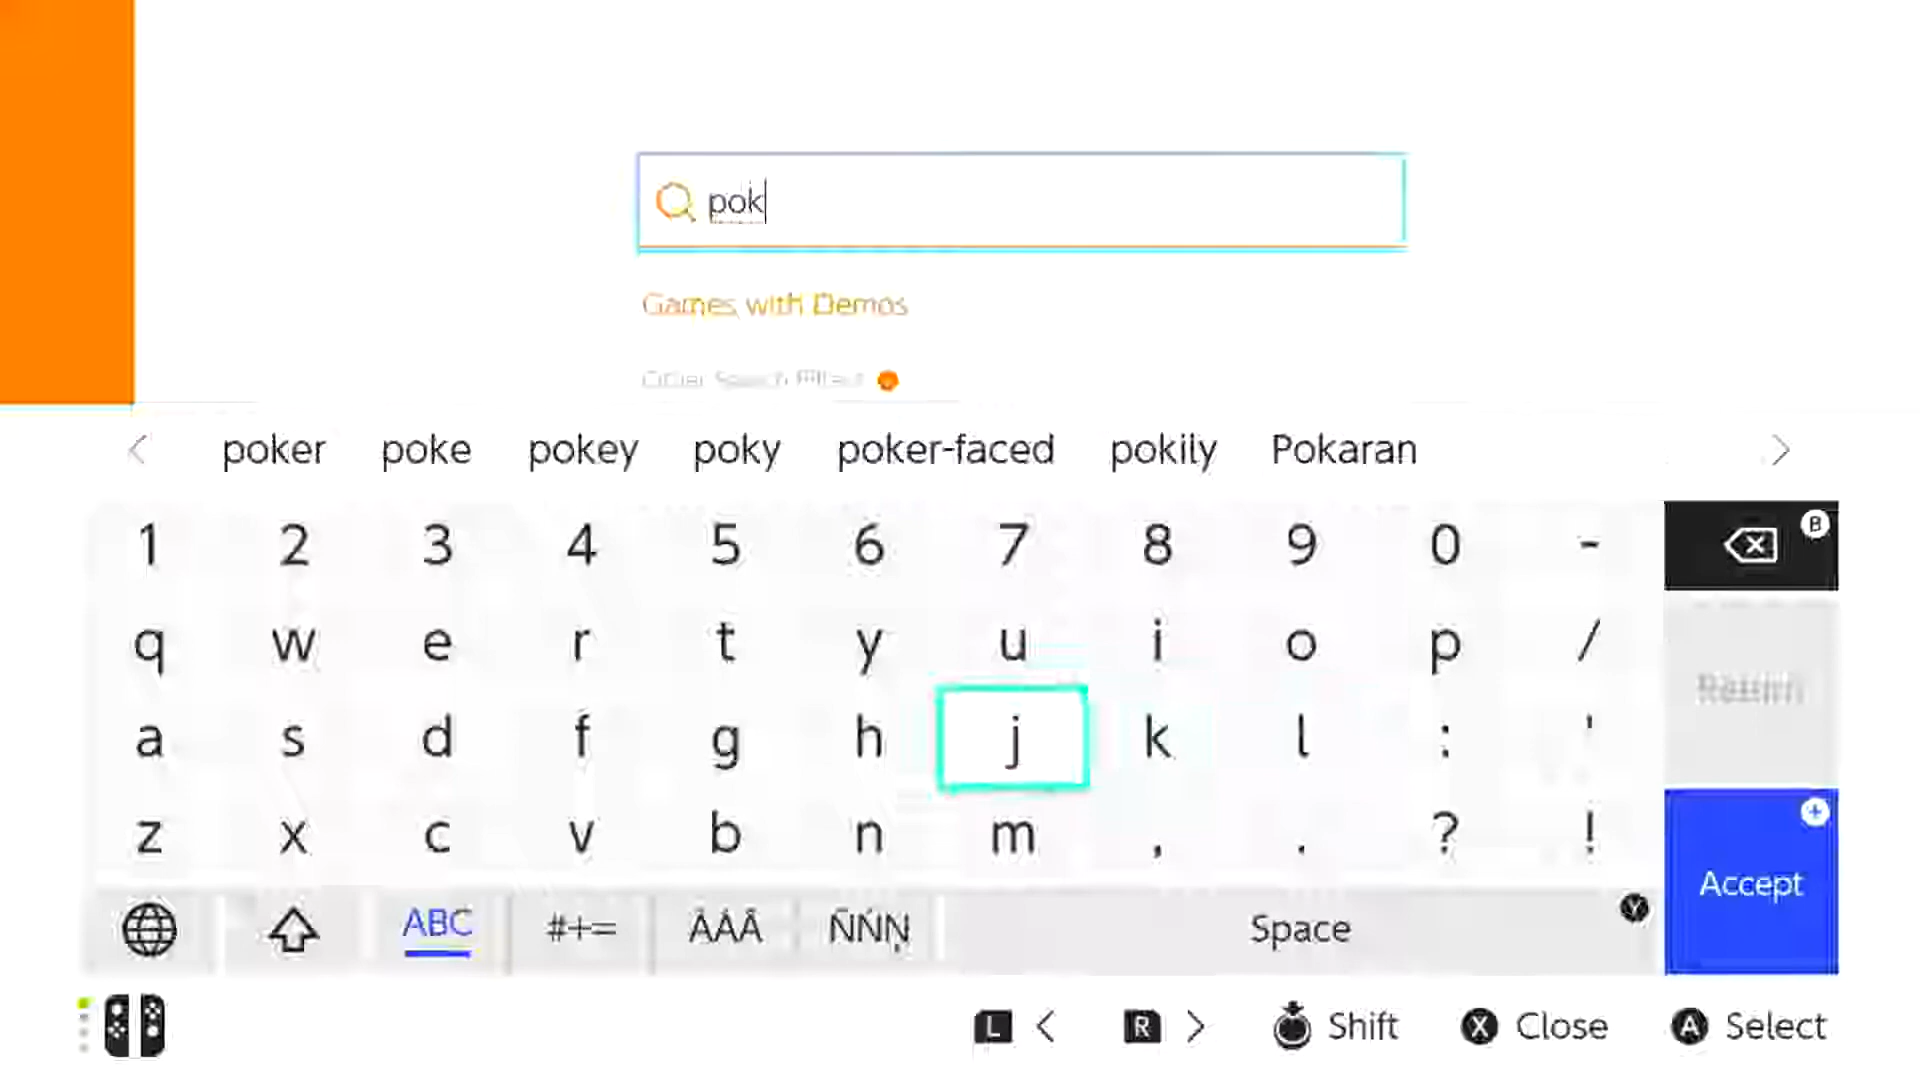 pok
Games with Demos
poker poke pokey poky poker-faced pokily Pokaran
1 2 3 4 5 6 7 8 9 0 - B
q w e r t y u i o p /
Return
a s d f g h j k l : '
z x c v b n m , . ? ! +
Accept
ABC #+= ÄÁÂ ÑŃŅ Space Y
L < R > Shift X Close A Select